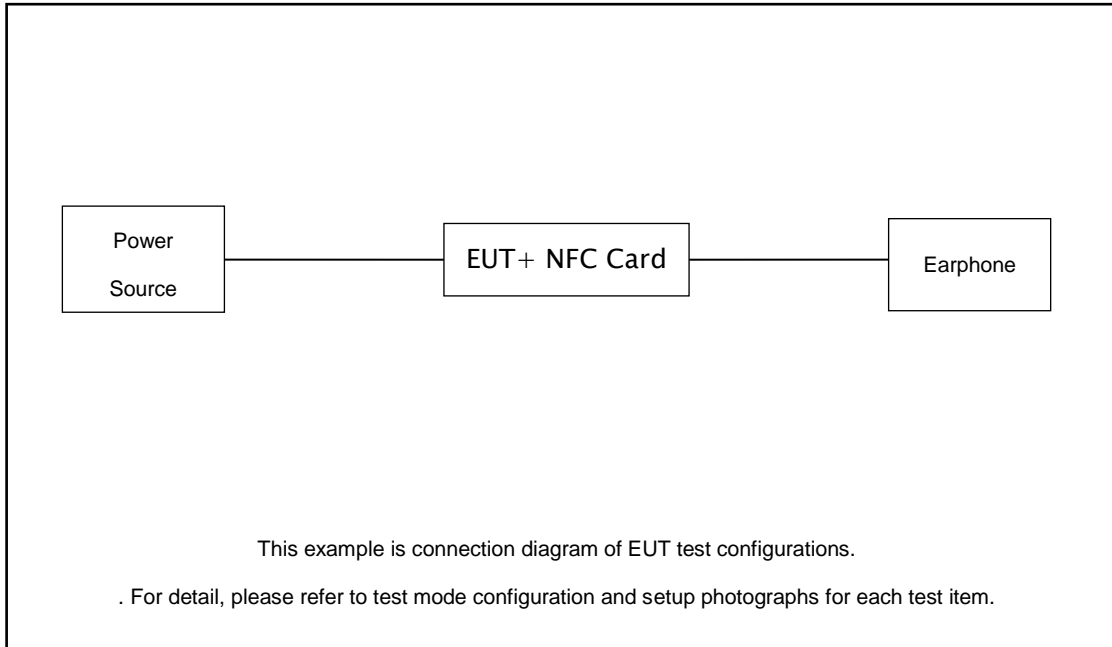 Power
Source
EUT+ NFC Card
Earphone
This example is connection diagram of EUT test configurations.
. For detail, please refer to test mode configuration and setup photographs for each test item.